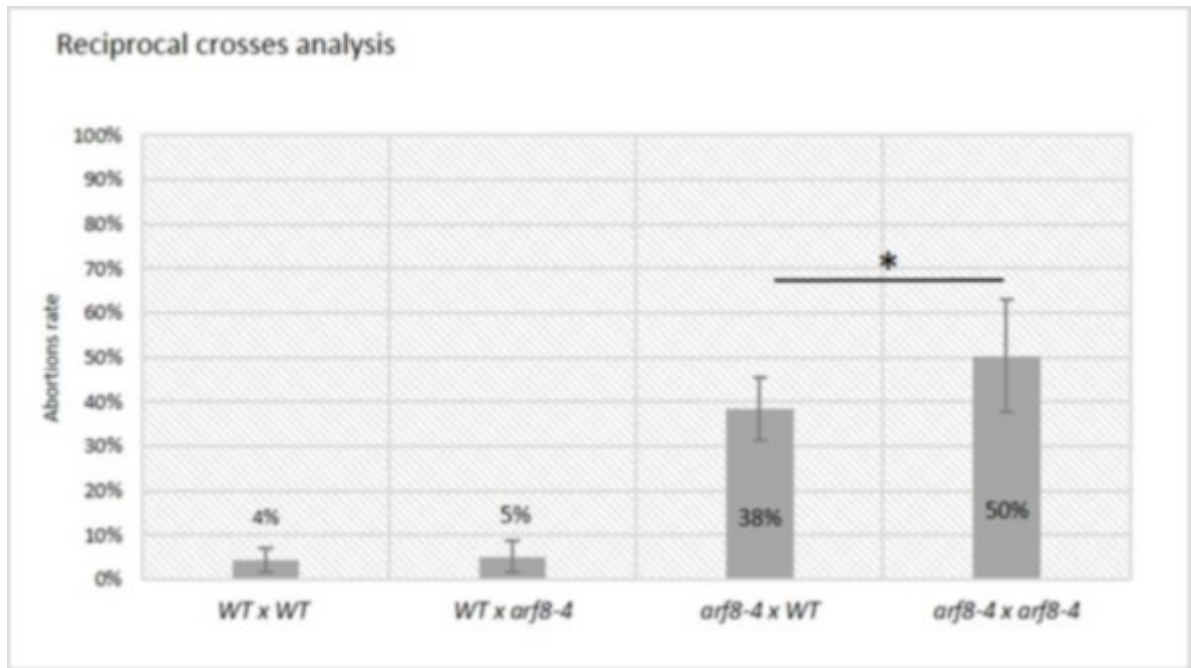 Reciprocal crosses analysis
100%
90%
80%
70%
60%
50%
40%
30%
20%
10%
0%
Abortions rate
4%
5%
38%
50%
*
WT x WT
WT x arf8-4
arf8-4 x WT
arf8-4 x arf8-4